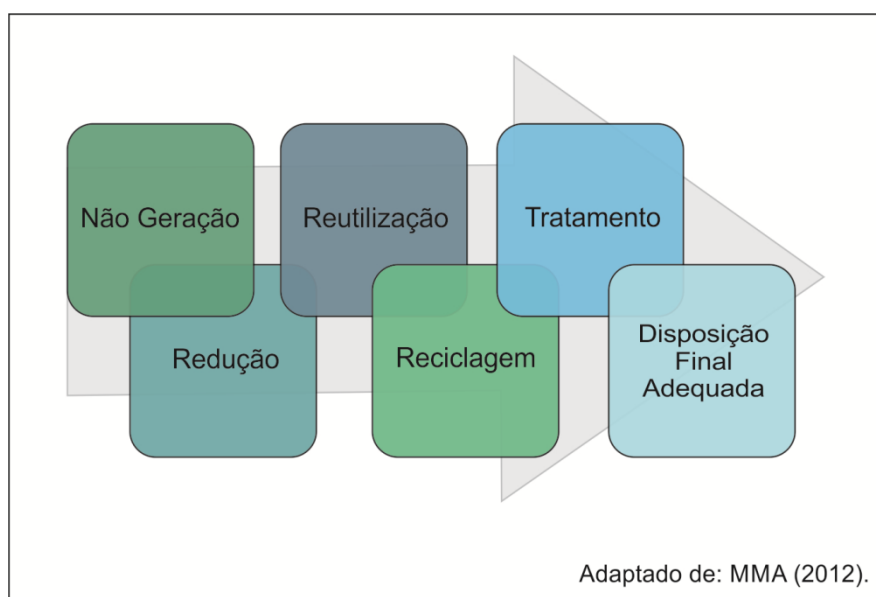 Não Geração
Redução
Reutilização
Reciclagem
Tratamento
Disposição
Final
Adequada
Adaptado de: MMA (2012).